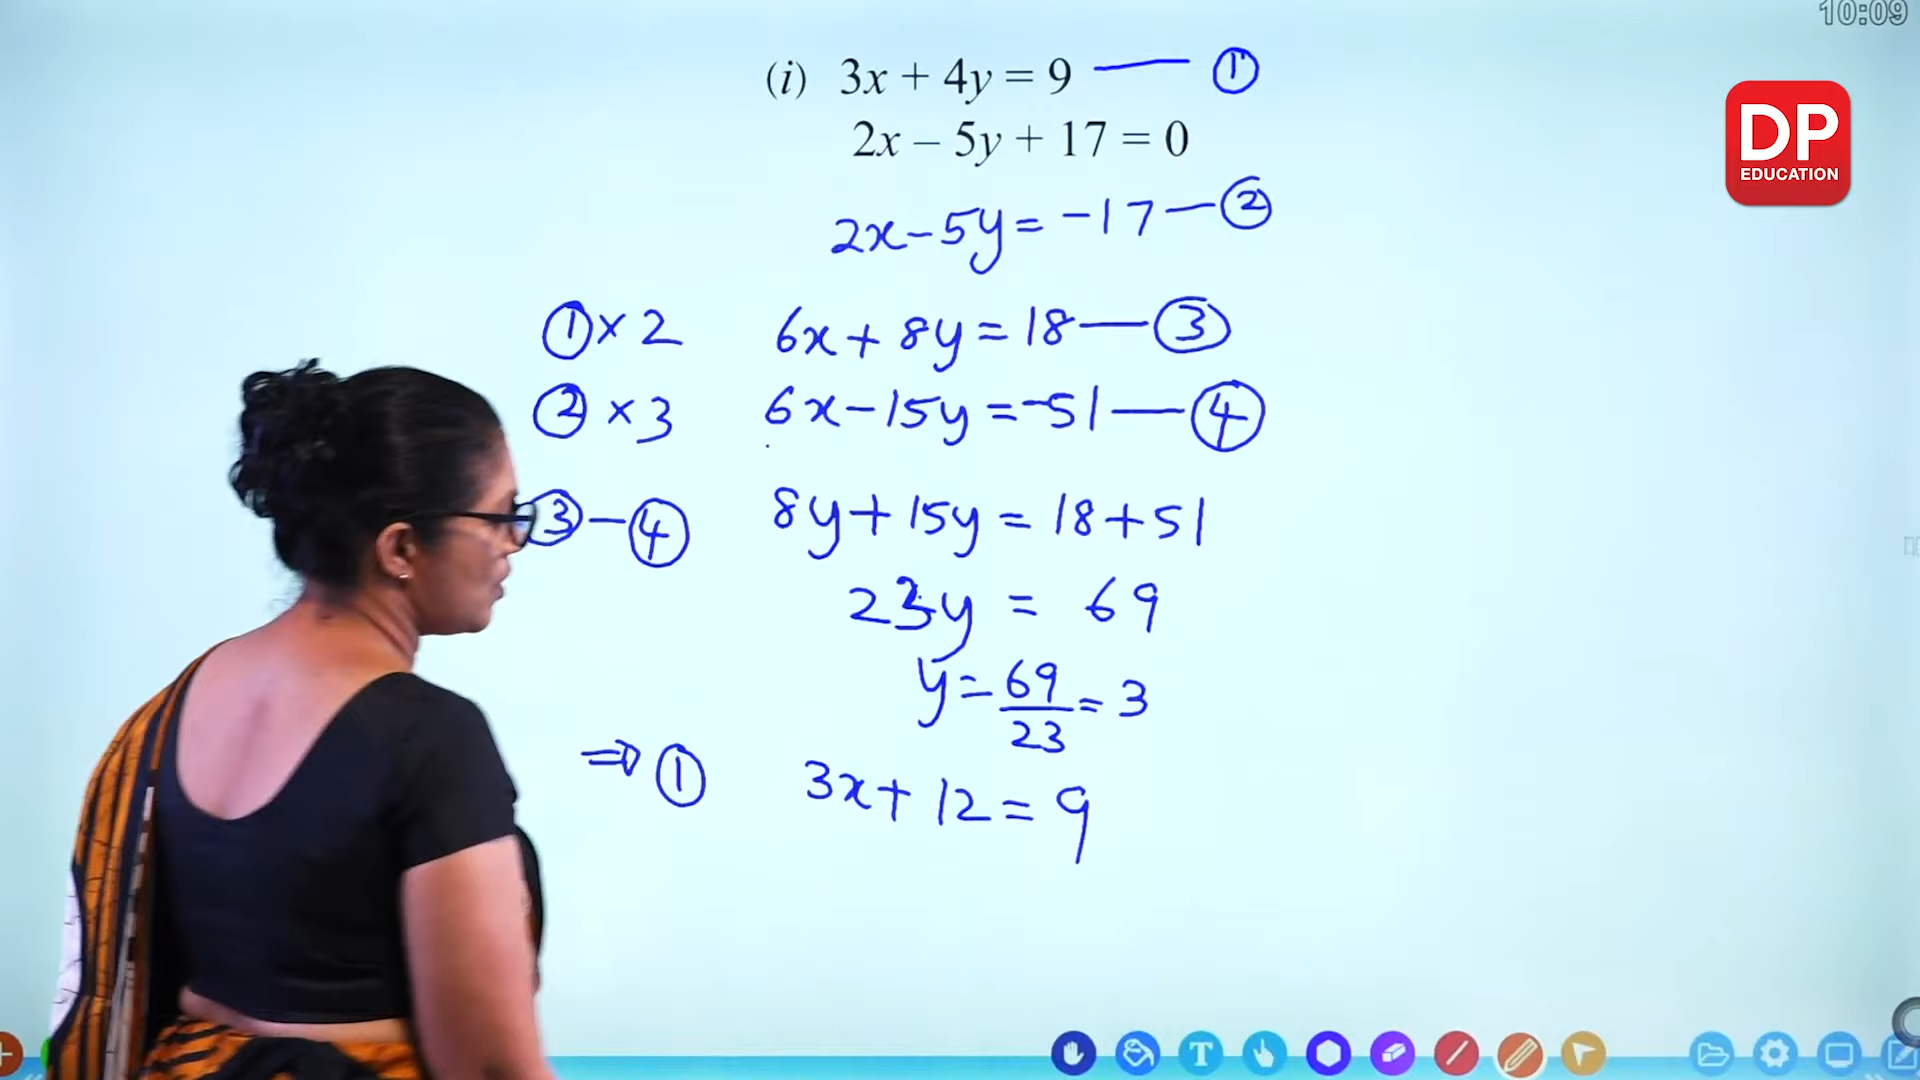 10:09
(i) 3x + 4y = 9 — ①
2x – 5y + 17 = 0
2x – 5y = -17 — ②
① × 2 6x + 8y = 18 — ③
② × 3 6x – 15y = -51 — ④
③ – ④ 8y + 15y = 18 + 51
23y = 69
y = 69/23 = 3
⇒ ① 3x + 12 = 9
DP
EDUCATION
T